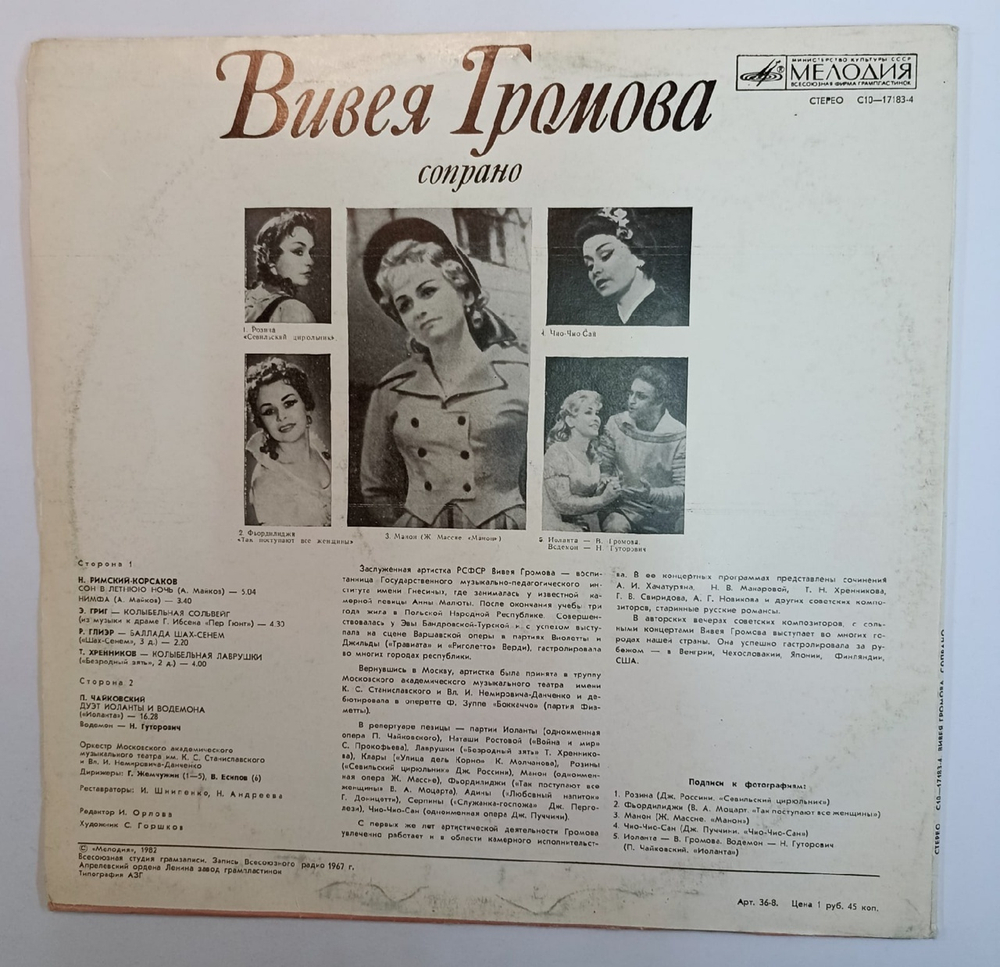 Вивея Громова
сопрано
МИНИСТЕРСТВО КУЛЬТУРЫ СССР
МЕЛОДИЯ
ВСЕСОЮЗНАЯ ФИРМА ГРАМПЛАСТИНОК
СТЕРЕО С10—17183-4
1. Розина
«Севильский цирюльник»
2. Фьордилиджи
«Так поступают все женщины»
3. Манон (Ж. Массне. «Манон»)
4. Чио-Чио-Сан
5. Иоланта — В. Громова.
Водемон — Н. Гуторович
Сторона 1
Н. РИМСКИЙ-КОРСАКОВ
СОН В ЛЕТНЮЮ НОЧЬ (А. Майков) — 5.04
НИМФА (А. Майков) — 3.40
Э. ГРИГ — КОЛЫБЕЛЬНАЯ СОЛЬВЕЙГ
(из музыки к драме Г. Ибсена «Пер Гюнт») — 4.30
Р. ГЛИЭР — БАЛЛАДА ШАХ-СЕНЕМ
(«Шах-Сенем», 3 д.) — 2.20
Т. ХРЕННИКОВ — КОЛЫБЕЛЬНАЯ ЛАВРУШКИ
(«Безродный зять», 2 д.) — 4.00
Сторона 2
П. ЧАЙКОВСКИЙ
ДУЭТ ИОЛАНТЫ И ВОДЕМОНА
(«Иоланта») — 16.28
Водемон — Н. Гуторович
Оркестр Московского академического
музыкального театра им. К. С. Станиславского
и Вл. И. Немировича-Данченко
Дирижеры: Г. Жемчужин (1—5), В. Есипов (6)
Реставраторы: И. Шнипенко, Н. Андреева
Редактор И. Орлова
Художник С. Горшков
Заслуженная артистка РСФСР Вивея Громова — воспи-
танница Государственного музыкально-педагогического ин-
ститута имени Гнесиных, где занималась у известной ка-
мерной певицы Анны Малюты. После окончания учебы три
года жила в Польской Народной Республике. Совершен-
ствовалась у Эвы Бандровской-Турской и с успехом высту-
пала на сцене Варшавской оперы в партиях Виолетты и
Джильды («Травиата» и «Риголетто» Верди), гастролировала
во многих городах республики.
Вернувшись в Москву, артистка была принята в труппу
Московского академического музыкального театра имени
К. С. Станиславского и Вл. И. Немировича-Данченко и де-
бютировала в оперетте Ф. Зуппе «Боккаччо» (партия Фиа-
метты).
В репертуаре певицы — партии Иоланты (одноименная
опера П. Чайковского), Наташи Ростовой («Война и мир»
С. Прокофьева), Лаврушки («Безродный зять» Т. Хреннико-
ва), Клары («Улица дель Корно» К. Молчанова), Розины
(«Севильский цирюльник» Дж. Россини), Манон (одноимен-
ная опера Ж. Массне), Фьордилиджи («Так поступают все
женщины» В. А. Моцарта), Адины («Любовный напиток»
Г. Доницетти), Серпины («Служанка-госпожа» Дж. Перго-
лези), Чио-Чио-Сан (одноименная опера Дж. Пуччини).
С первых же лет артистической деятельности Громова
увлеченно работает и в области камерного исполнительст-
ва. В ее концертных программах представлены сочинения
А. И. Хачатуряна, Н. В. Макаровой, Т. Н. Хренникова,
Г. В. Свиридова, А. Г. Новикова и других советских компо-
зиторов, старинные русские романсы.
В авторских вечерах советских композиторов, с соль-
ными концертами Вивея Громова выступает во многих го-
родах нашей страны. Она успешно гастролировала за ру-
бежом — в Венгрии, Чехословакии, Японии, Финляндии,
США.
Подписи к фотографиям:
1. Розина (Дж. Россини. «Севильский цирюльник»)
2. Фьордилиджи (В. А. Моцарт. «Так поступают все женщины»)
3. Манон (Ж. Массне. «Манон»)
4. Чио-Чио-Сан (Дж. Пуччини. «Чио-Чио-Сан»)
5. Иоланта — В. Громова. Водемон — Н. Гуторович
(П. Чайковский. «Иоланта»)
© «Мелодия», 1982
Всесоюзная студия грамзаписи. Запись Всесоюзного радио 1967 г.
Апрелевский ордена Ленина завод грампластинок
Типография АЗГ
Арт. 36-8. Цена 1 руб. 45 коп.
СТЕРЕО С10—17183-4 ВИВЕЯ ГРОМОВА СОПРАНО